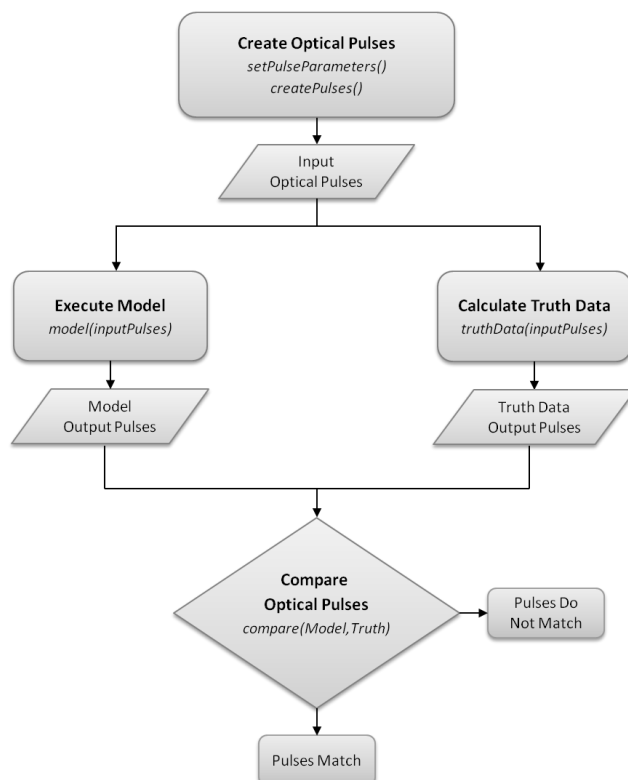 Create Optical Pulses
setPulseParameters()
createPulses()
Input
Optical Pulses
Execute Model
model(inputPulses)
Calculate Truth Data
truthData(inputPulses)
Model
Output Pulses
Truth Data
Output Pulses
Compare
Optical Pulses
compare(Model,Truth)
Pulses Do
Not Match
Pulses Match